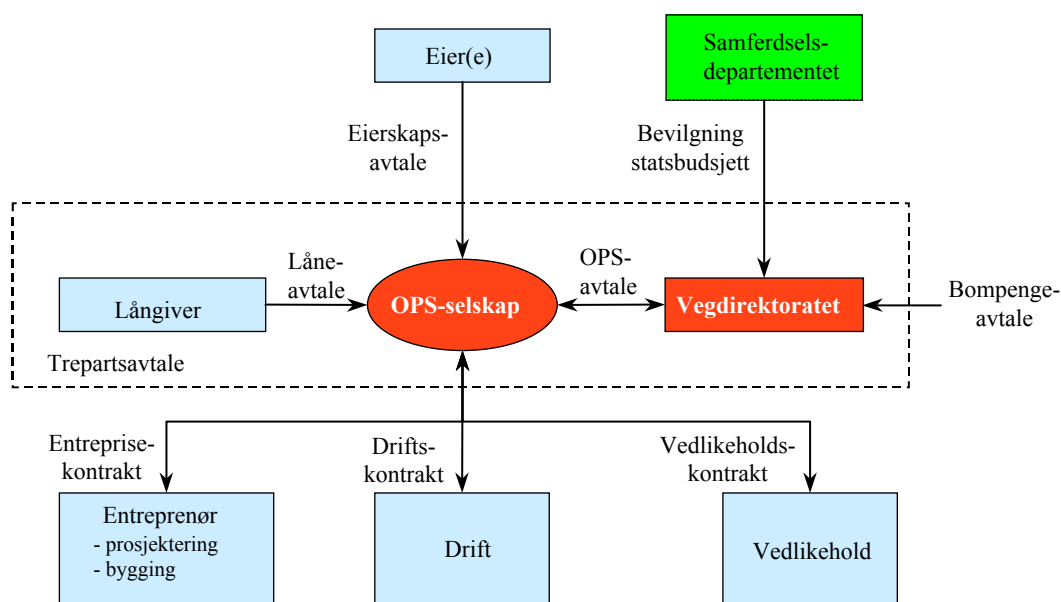 Eier(e)
Samferdsels-
departementet
Eierskaps-
avtale
Bevilgning
statsbudsjett
Låne-
avtale
OPS-
avtale
Långiver
OPS-selskap
Vegdirektoratet
Bompenge-
avtale
Trepartsavtale
Entreprise-
kontrakt
Drifts-
kontrakt
Vedlikeholds-
kontrakt
Entreprenør
- prosjektering
- bygging
Drift
Vedlikehold